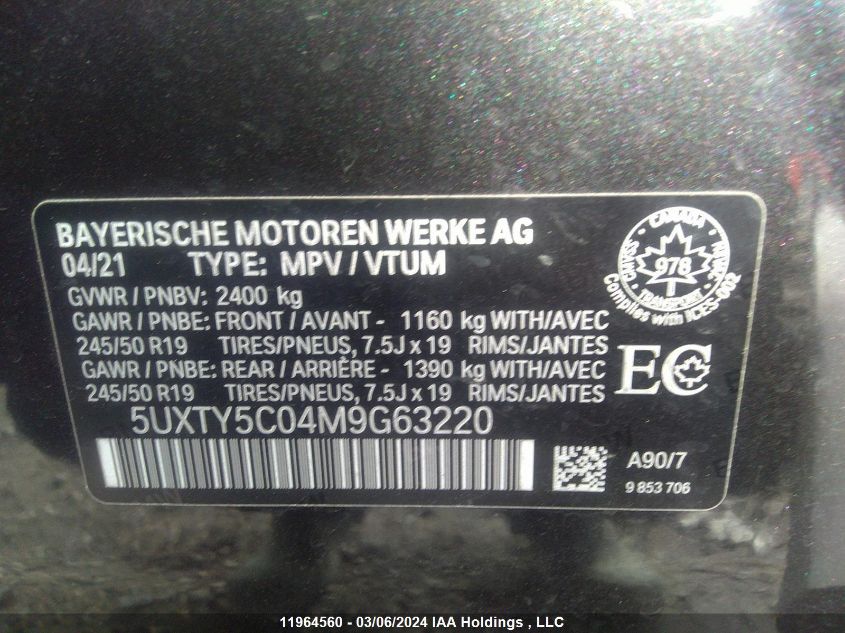 BAYERISCHE MOTOREN WERKE AG
04/21 TYPE: MPV / VTUM
GVWR / PNBV: 2400 kg
GAWR / PNBE: FRONT / AVANT - 1160 kg WITH/AVEC
245/50 R19 TIRES/PNEUS, 7.5J x 19 RIMS/JANTES
GAWR / PNBE: REAR / ARRIÈRE - 1390 kg WITH/AVEC
245/50 R19 TIRES/PNEUS, 7.5J x 19 RIMS/JANTES
5UXTY5C04M9G63220
CANADA
978
TRANSPORT
Complies with ICES-002
EC
A90/7
9 853 706
11964560 - 03/06/2024 IAA Holdings , LLC